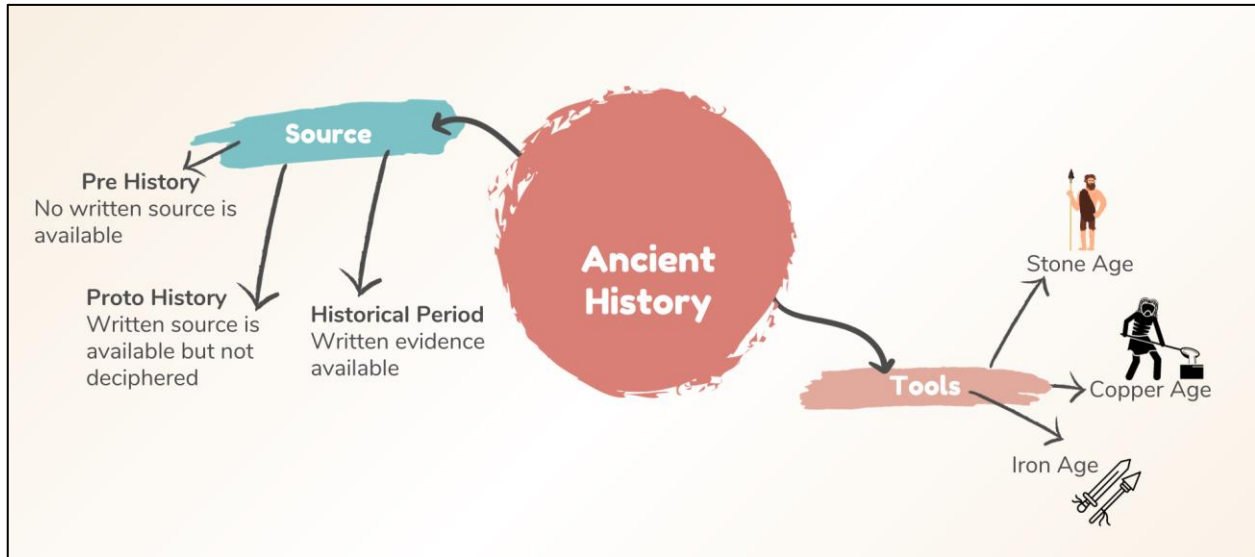 Source
Pre History
No written source is
available
Proto History
Written source is
available but not
deciphered
Historical Period
Written evidence
available
Ancient
History
Tools
Stone Age
Copper Age
Iron Age